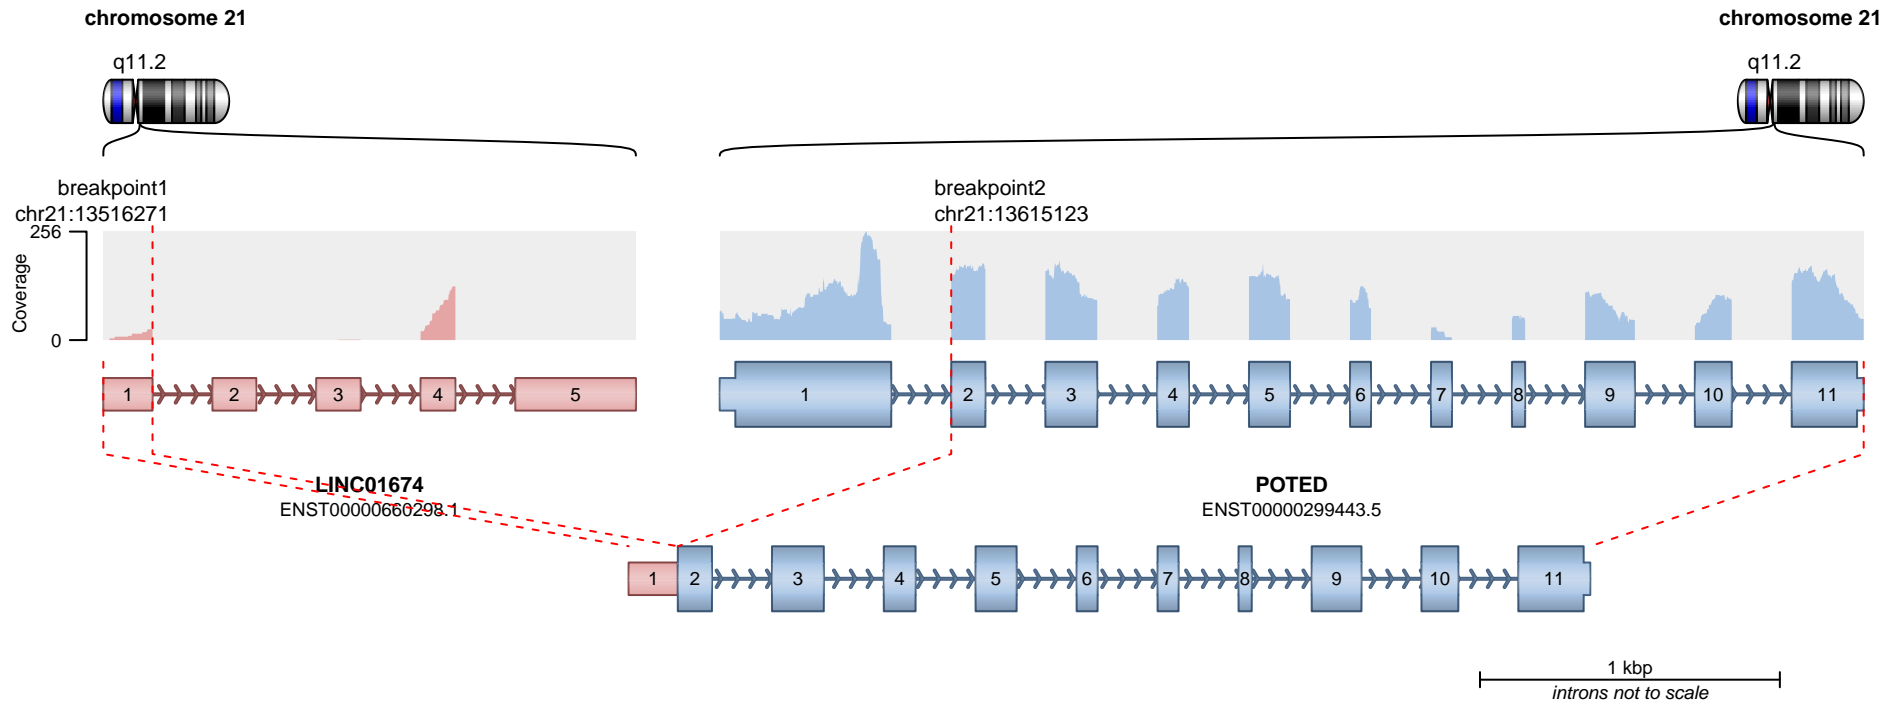 chromosome 21
chromosome 21
q11.2
q11.2
breakpoint1
chr21:13516271
breakpoint2
chr21:13615123
256
0
Coverage
1 2 3 4 5
1 2 3 4 5 6 7 8 9 10 11
LINC01674
ENST00000660298.1
POTED
ENST00000299443.5
1 2 3 4 5 6 7 8 9 10 11
1 kbp
introns not to scale